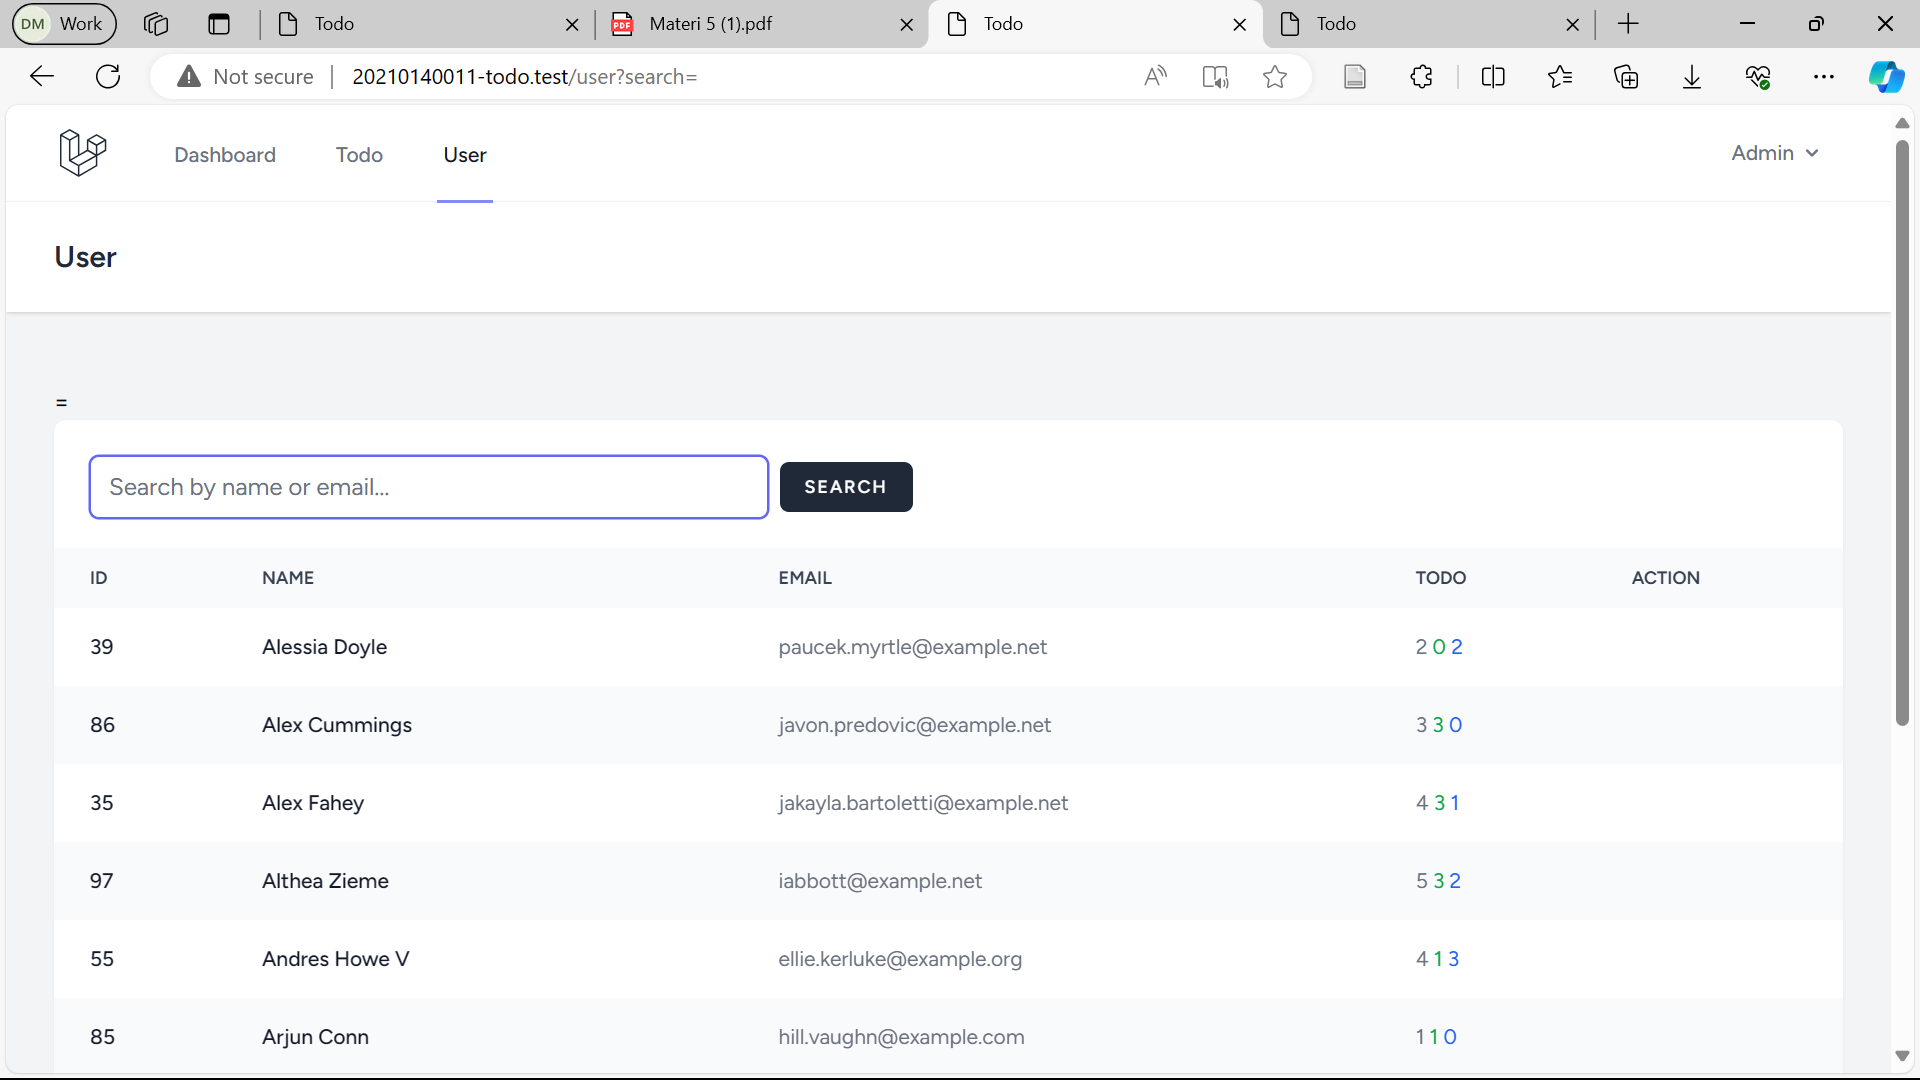 DM Work Todo Materi 5 (1).pdf Todo Todo
Not secure 20210140011-todo.test/user?search=
Dashboard Todo User Admin
User
=
Search by name or email... SEARCH
ID NAME EMAIL TODO ACTION
39 Alessia Doyle paucek.myrtle@example.net 2 0 2
86 Alex Cummings javon.predovic@example.net 3 3 0
35 Alex Fahey jakayla.bartoletti@example.net 4 3 1
97 Althea Zieme iabbott@example.net 5 3 2
55 Andres Howe V ellie.kerluke@example.org 4 1 3
85 Arjun Conn hill.vaughn@example.com 1 1 0